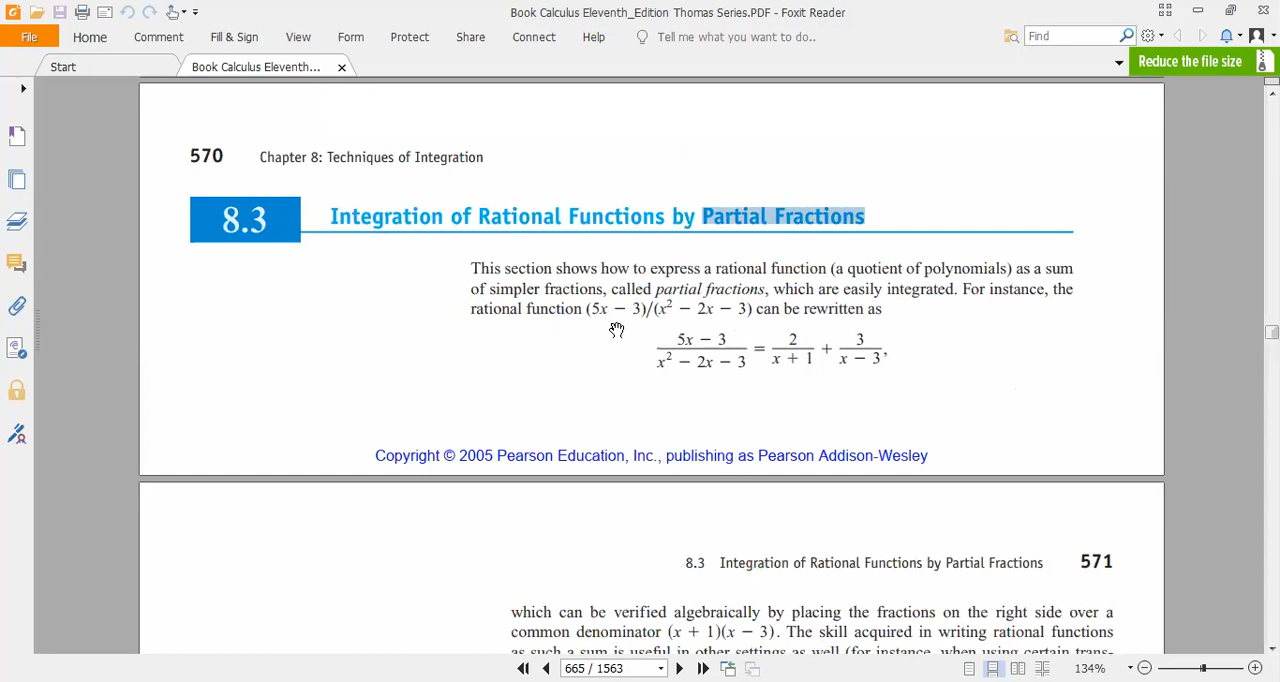 Book Calculus Eleventh_Edition Thomas Series.PDF - Foxit Reader
File Home Comment Fill & Sign View Form Protect Share Connect Help Tell me what you want to do.. Find
Start Book Calculus Eleventh... Reduce the file size
570 Chapter 8: Techniques of Integration
8.3 Integration of Rational Functions by Partial Fractions
This section shows how to express a rational function (a quotient of polynomials) as a sum
of simpler fractions, called partial fractions, which are easily integrated. For instance, the
rational function (5x − 3)/(x² − 2x − 3) can be rewritten as
(5x − 3)/(x² − 2x − 3) = 2/(x + 1) + 3/(x − 3),
Copyright © 2005 Pearson Education, Inc., publishing as Pearson Addison-Wesley
8.3 Integration of Rational Functions by Partial Fractions 571
which can be verified algebraically by placing the fractions on the right side over a
common denominator (x + 1)(x − 3). The skill acquired in writing rational functions
as such a sum is useful in other settings as well (for instance, when using certain trans-
665 / 1563 134%